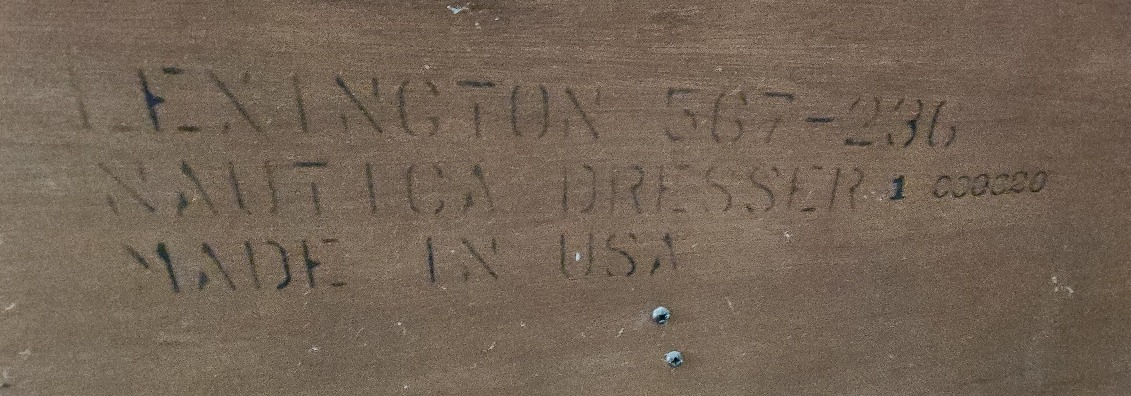 LEXINGTON 567-236
NAUTICA DRESSER 1 000020
MADE IN USA